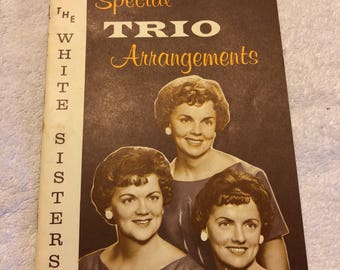 THE WHITE SISTERS
Special
TRIO
Arrangements